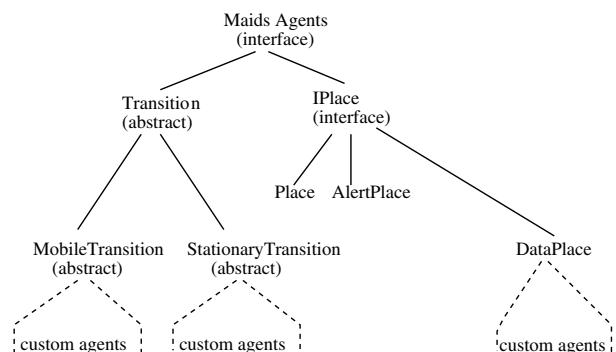 Maids Agents
(interface)
Transition
(abstract)
IPlace
(interface)
Place
AlertPlace
MobileTransition
(abstract)
StationaryTransition
(abstract)
DataPlace
custom agents
custom agents
custom agents